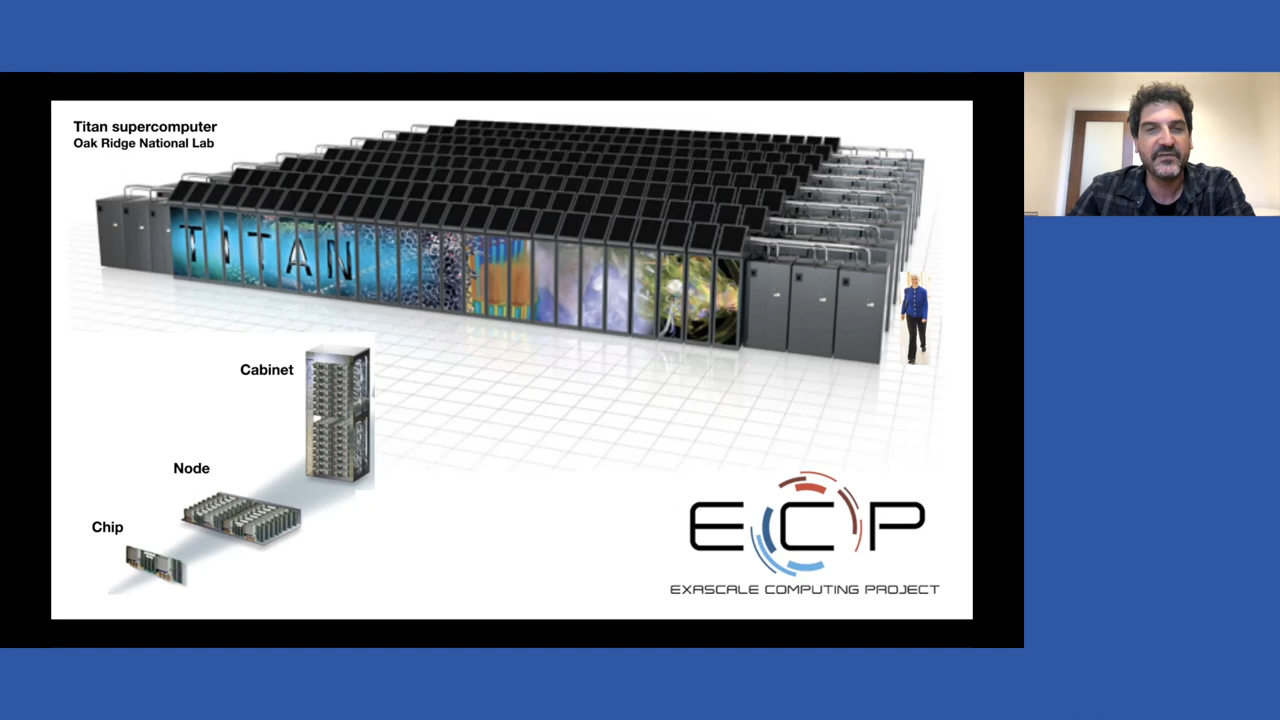 Titan supercomputer
Oak Ridge National Lab
TITAN
Cabinet
Node
Chip
ECP
EXASCALE COMPUTING PROJECT